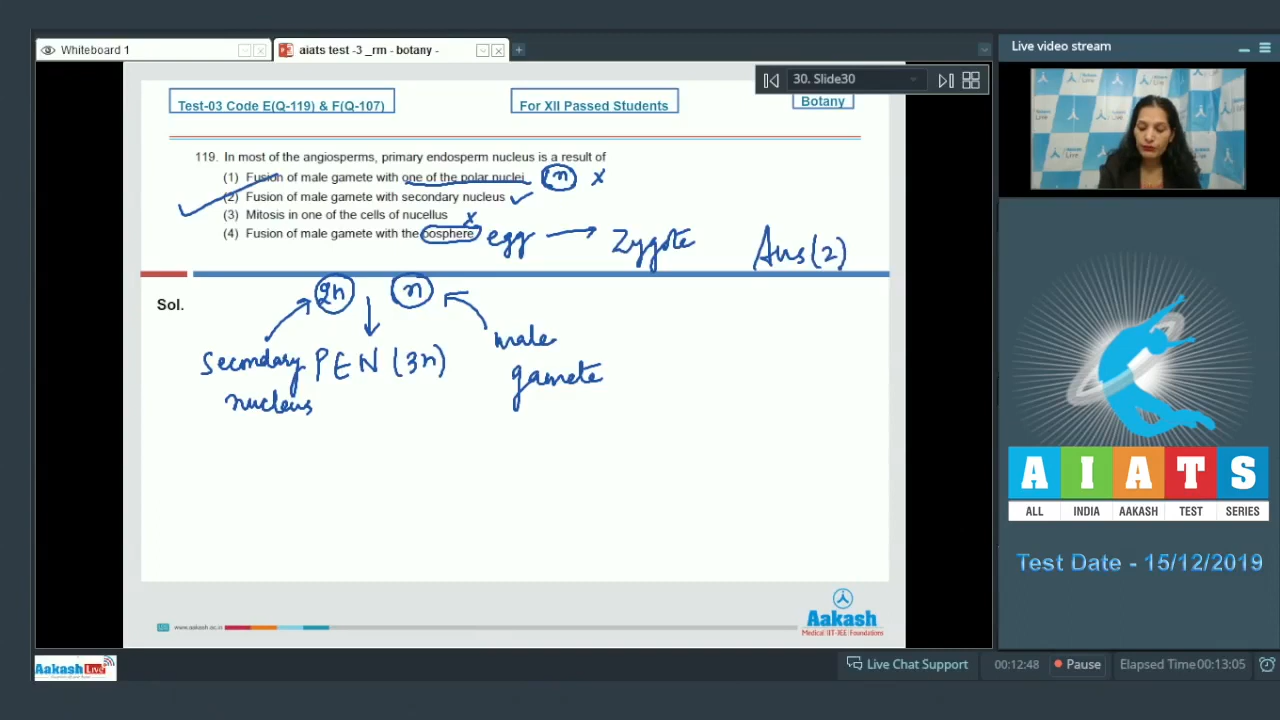 Whiteboard 1
aiats test -3 _rm - botany -
Live video stream
30. Slide30
Test-03 Code E(Q-119) & F(Q-107)
For XII Passed Students
Botany
119. In most of the angiosperms, primary endosperm nucleus is a result of
(1) Fusion of male gamete with one of the polar nuclei (n) x
(2) Fusion of male gamete with secondary nucleus ✓
(3) Mitosis in one of the cells of nucellus x
(4) Fusion of male gamete with the oosphere egg → Zygote
Ans (2)
Sol.
2n n
Secondary nucleus
PEN (3n)
male gamete
www.aakash.ac.in
Aakash
Medical | IIT-JEE | Foundations
AIATS
ALL INDIA AAKASH TEST SERIES
Test Date - 15/12/2019
Aakash Live
Live Chat Support
00:12:48
Pause
Elapsed Time 00:13:05